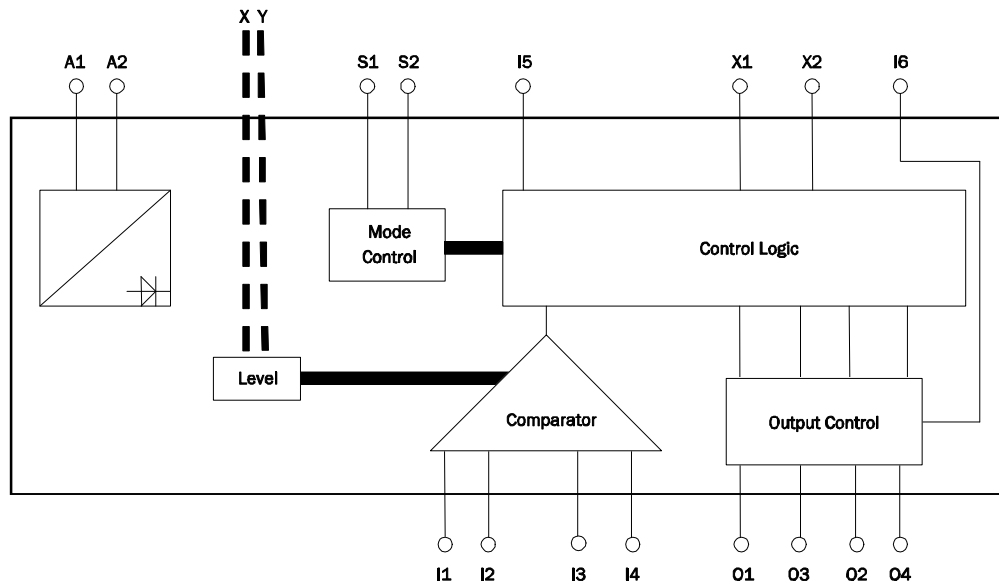 X Y
A1 A2 S1 S2 I5 X1 X2 I6
Mode
Control
Control Logic
Level
Comparator
Output Control
I1 I2 I3 I4 O1 O3 O2 O4